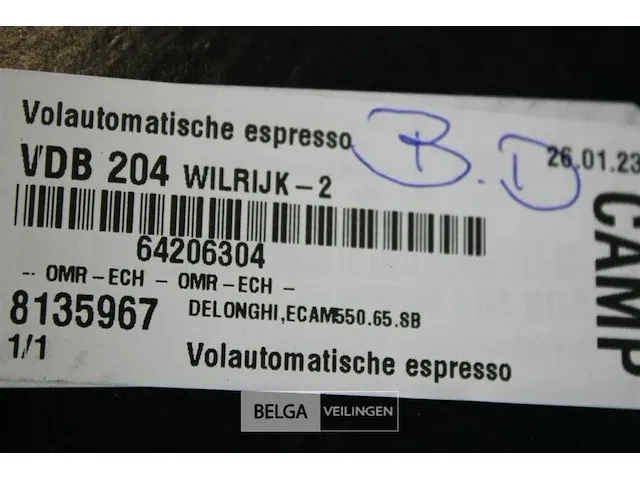 Volautomatische espresso
B.D
26.01.23
VDB 204 WILRIJK-2
64206304
-- OMR-ECH - OMR-ECH -
8135967 DELONGHI,ECAM550.65.SB
1/1 Volautomatische espresso
CAMP
BELGA VEILINGEN